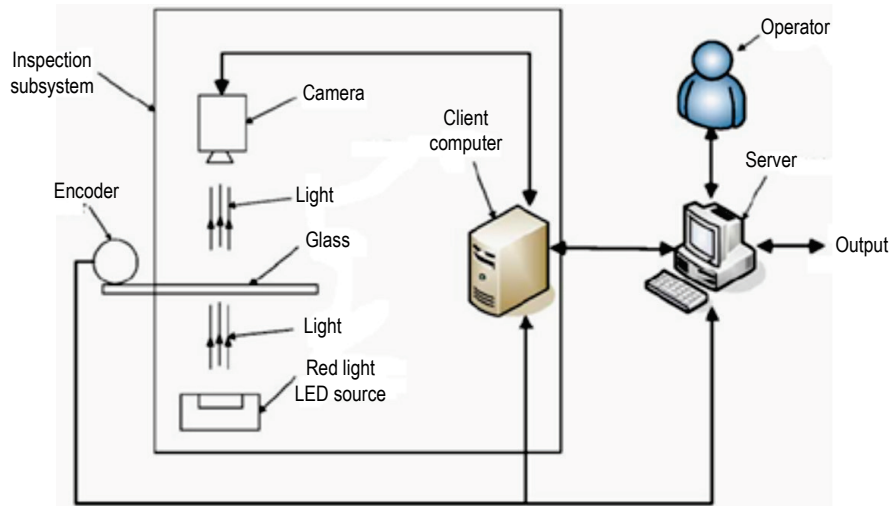 Operator
Inspection
subsystem
Camera
Client
computer
Server
Encoder
Light
Glass
Output
Light
Red light
LED source